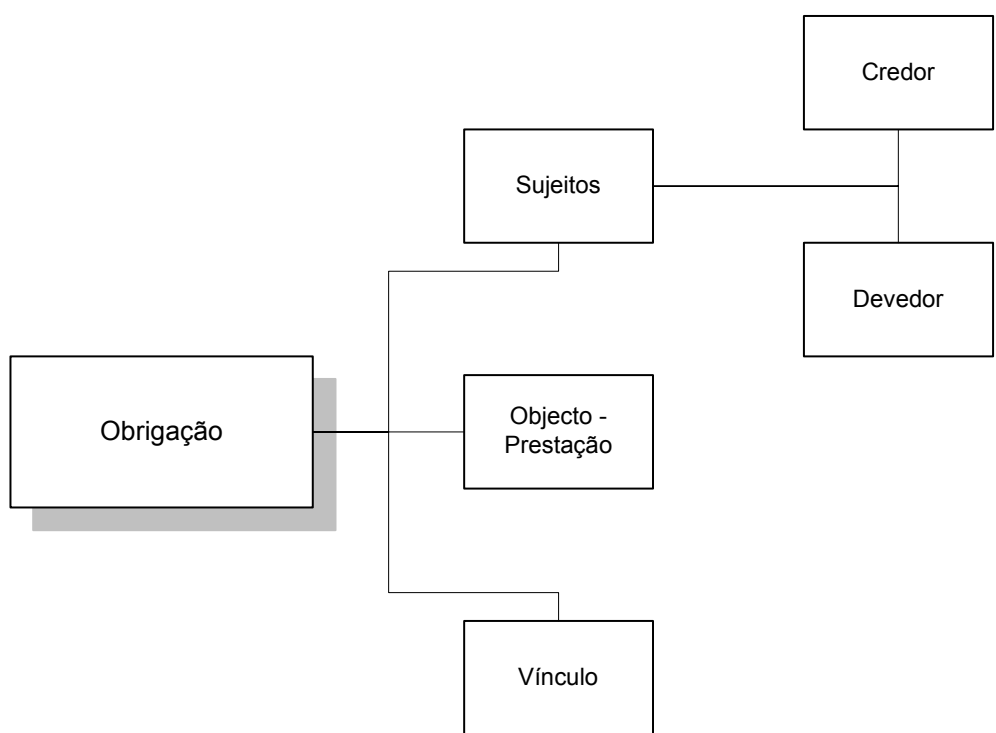 Credor
Sujeitos
Devedor
Obrigação
Objecto -
Prestação
Vínculo